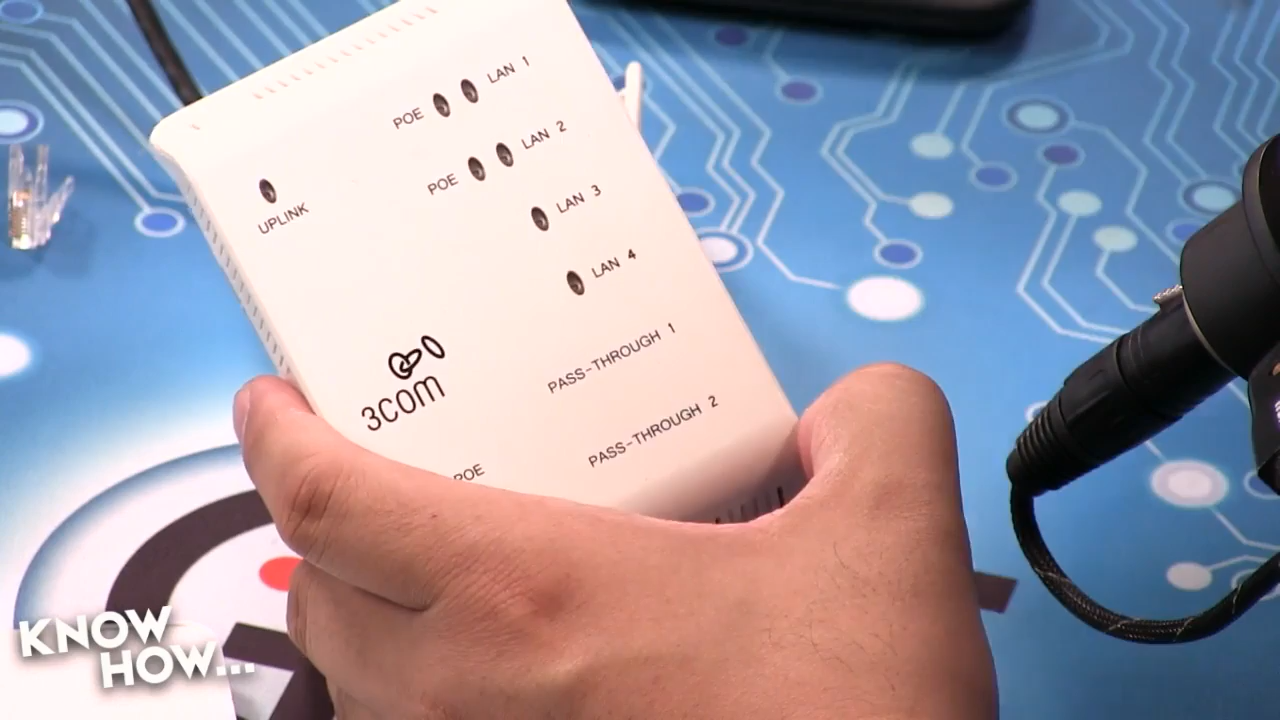 POE LAN 1
POE LAN 2
UPLINK
LAN 3
LAN 4
3com
PASS-THROUGH 1
PASS-THROUGH 2
POE
KNOW
HOW...